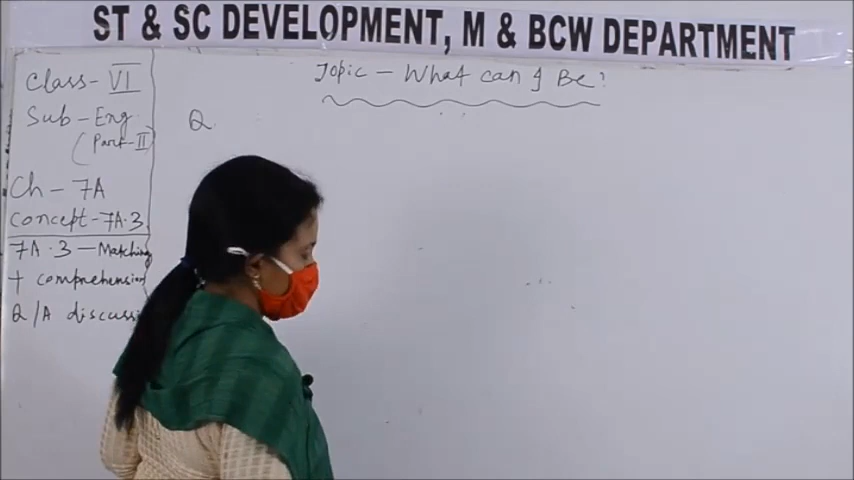 ST & SC DEVELOPMENT, M & BCW DEPARTMENT
Class - VI
Sub - Eng
(Part-II)
Ch - 7A
Concept - 7A.3
7A.3 - Matching
+ comprehension
Q/A discussi
Topic - What can I Be?
Q.